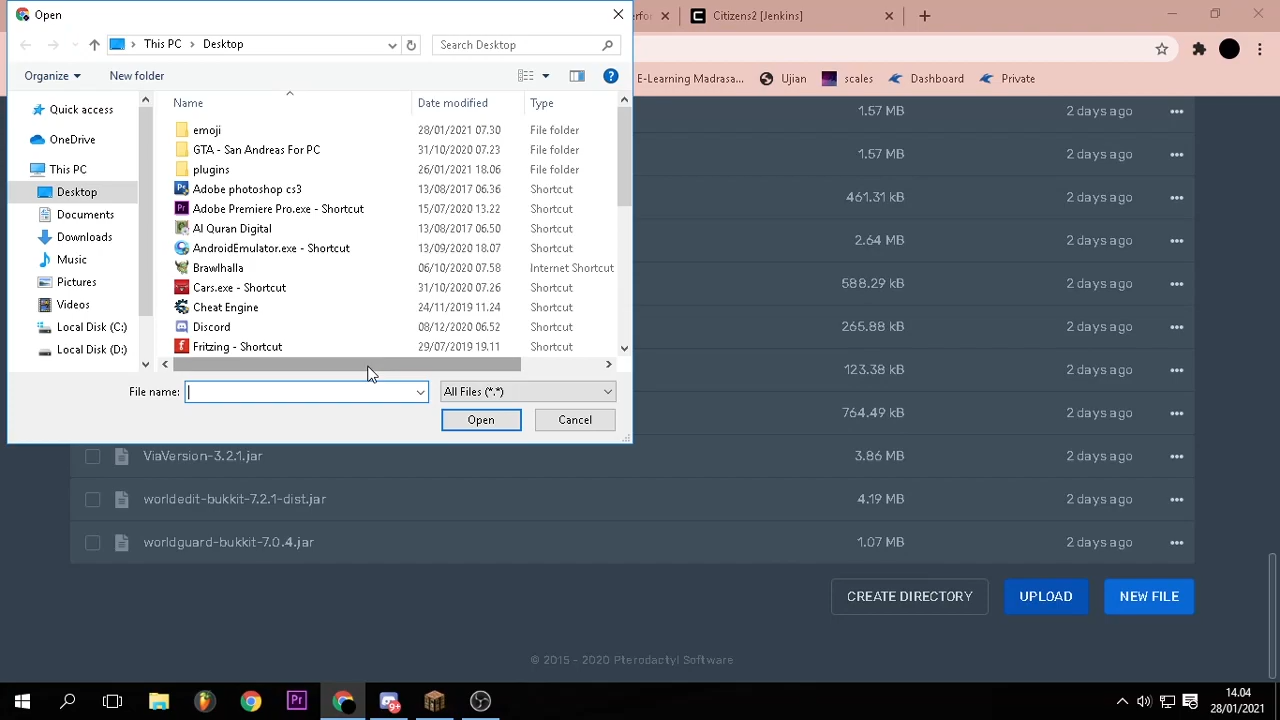 Open
erfor
Citizens2 [Jenkins]
This PC
Desktop
Search Desktop
Organize
New folder
E-Learning Madrasa...
Ujian
scales
Dashboard
Private
Quick access
OneDrive
This PC
Desktop
Documents
Downloads
Music
Pictures
Videos
Local Disk (C:)
Local Disk (D:)
Name Date modified Type
emoji 28/01/2021 07.30 File folder
GTA - San Andreas For PC 31/10/2020 07.23 File folder
plugins 26/01/2021 18.06 File folder
Adobe photoshop cs3 13/08/2017 06.36 Shortcut
Adobe Premiere Pro.exe - Shortcut 15/07/2020 13.22 Shortcut
Al Quran Digital 13/08/2017 06.50 Shortcut
AndroidEmulator.exe - Shortcut 13/09/2020 18.07 Shortcut
Brawlhalla 06/10/2020 07.58 Internet Shortcut
Cars.exe - Shortcut 31/10/2020 07.26 Shortcut
Cheat Engine 24/11/2019 11.24 Shortcut
Discord 08/12/2020 06.52 Shortcut
Fritzing - Shortcut 29/07/2019 19.11 Shortcut
File name:
All Files (*.*)
Open
Cancel
1.57 MB 2 days ago
1.57 MB 2 days ago
461.31 kB 2 days ago
2.64 MB 2 days ago
588.29 kB 2 days ago
265.88 kB 2 days ago
123.38 kB 2 days ago
764.49 kB 2 days ago
ViaVersion-3.2.1.jar 3.86 MB 2 days ago
worldedit-bukkit-7.2.1-dist.jar 4.19 MB 2 days ago
worldguard-bukkit-7.0.4.jar 1.07 MB 2 days ago
CREATE DIRECTORY
UPLOAD
NEW FILE
© 2015 - 2020 Pterodactyl Software
14.04
28/01/2021